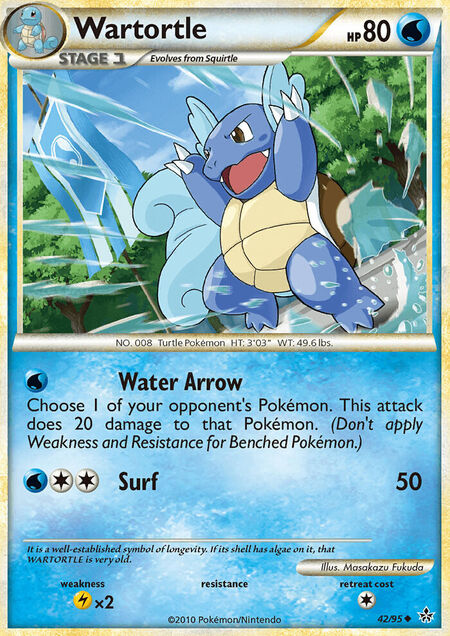 Wartortle HP 80
STAGE 1 Evolves from Squirtle
NO. 008 Turtle Pokémon HT: 3'03" WT: 49.6 lbs.
Water Arrow
Choose 1 of your opponent's Pokémon. This attack
does 20 damage to that Pokémon. (Don't apply
Weakness and Resistance for Benched Pokémon.)
Surf 50
It is a well-established symbol of longevity. If its shell has algae on it, that
WARTORTLE is very old.
Illus. Masakazu Fukuda
weakness resistance retreat cost
×2
©2010 Pokémon/Nintendo 42/95